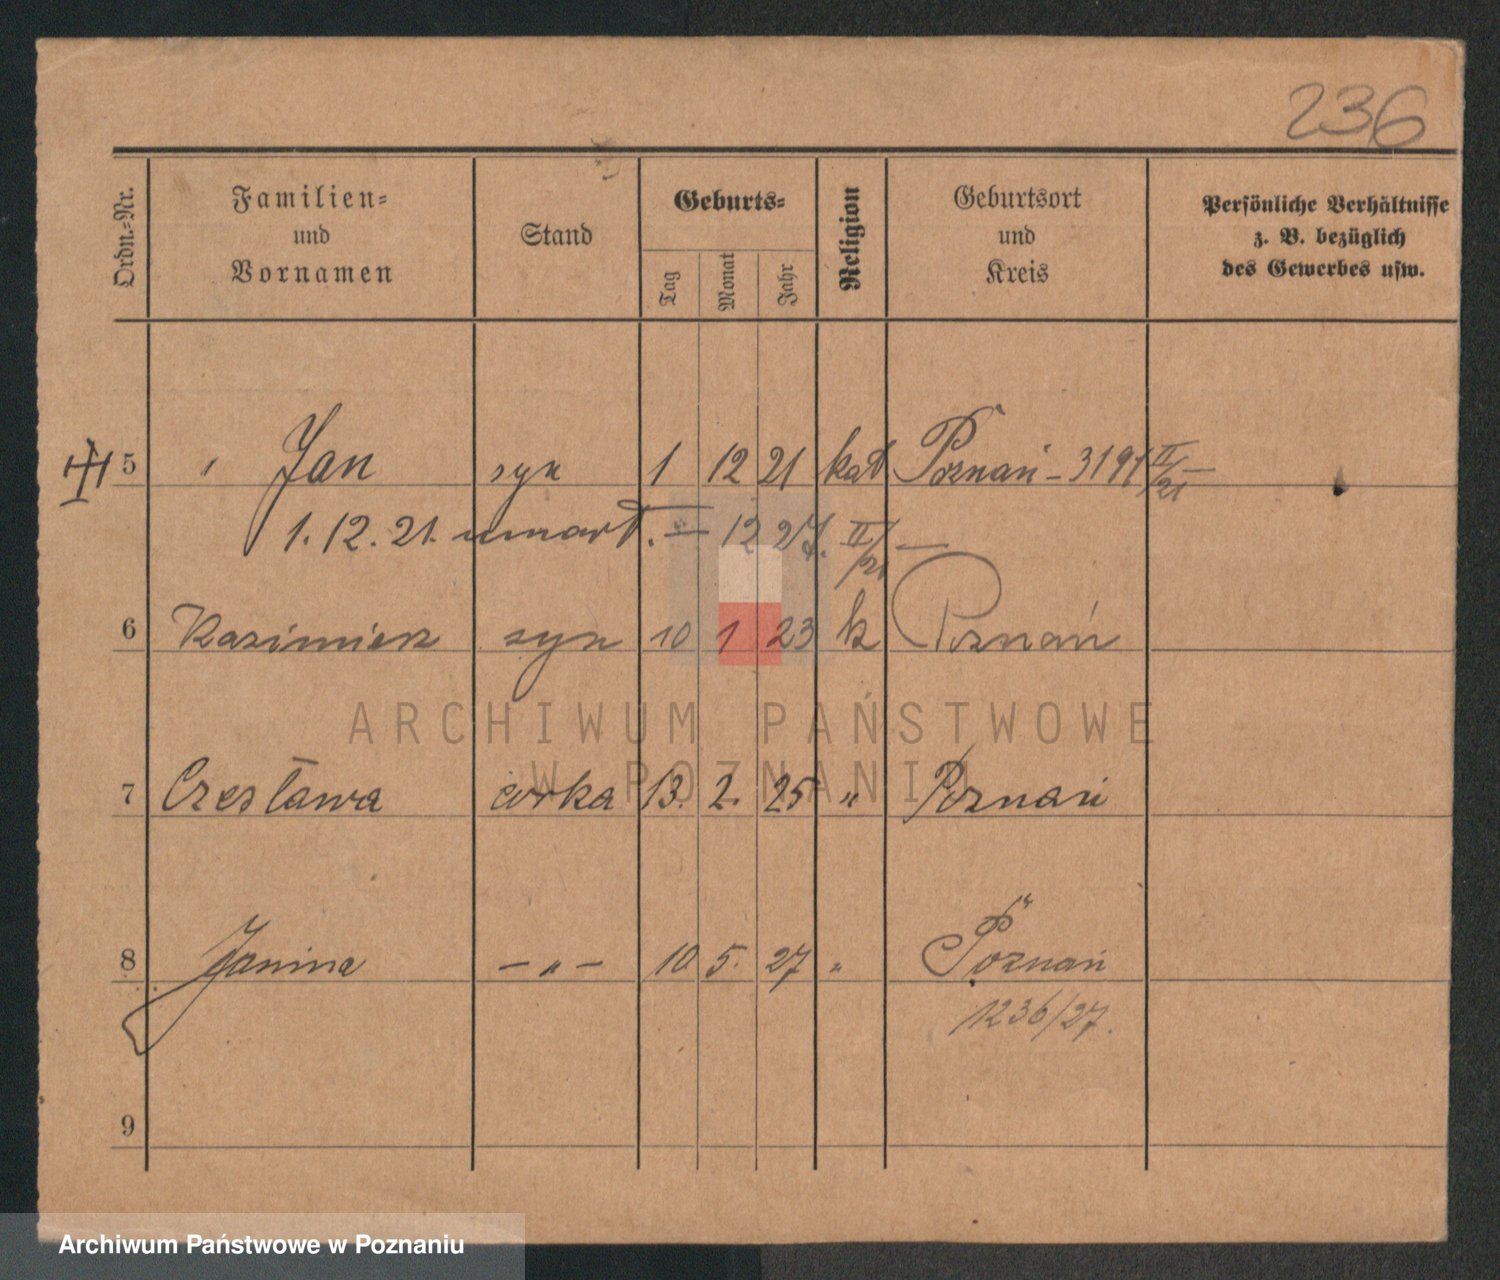 236
Ordn.-Nr.
Familien-
und
Vornamen
Stand
Geburts-
Tag
Monat
Jahr
Religion
Geburtsort
und
Kreis
Persönliche Verhältnisse
z. B. bezüglich
des Gewerbes usw.
5 Jan syn 1 12 21 kat Poznań - 3191 II/21 -
1. 12. 21. umarł. 12 27. II/21 -
6 Kazimierz syn 10 1 23 k Poznań
ARCHIWUM PAŃSTWOWE
W POZNANIU
7 Czesława córka 13. 2. 25 " Poznań
8 Janina - " - 10 5. 27 " Poznań
1236/27.
9
Archiwum Państwowe w Poznaniu